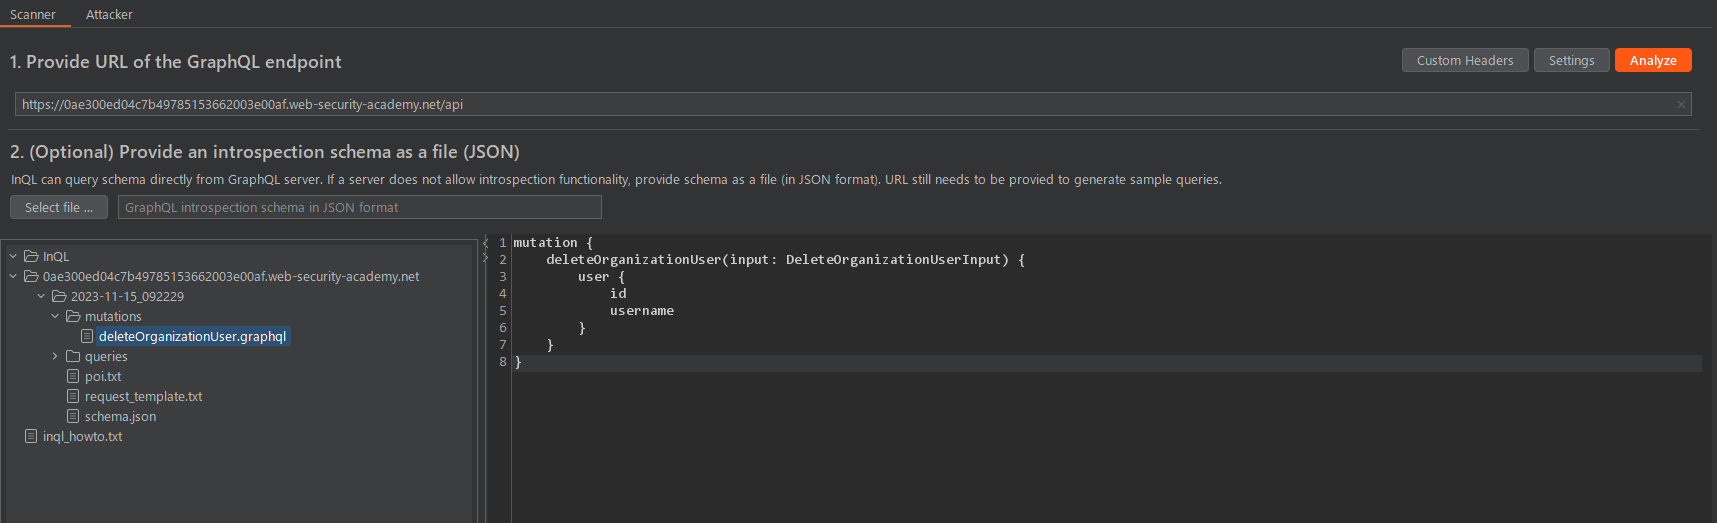 Scanner Attacker
1. Provide URL of the GraphQL endpoint
Custom Headers Settings Analyze
https://0ae300ed04c7b49785153662003e00af.web-security-academy.net/api
2. (Optional) Provide an introspection schema as a file (JSON)
InQL can query schema directly from GraphQL server. If a server does not allow introspection functionality, provide schema as a file (in JSON format). URL still needs to be provied to generate sample queries.
Select file ... GraphQL introspection schema in JSON format
InQL
0ae300ed04c7b49785153662003e00af.web-security-academy.net
2023-11-15_092229
mutations
deleteOrganizationUser.graphql
queries
poi.txt
request_template.txt
schema.json
inql_howto.txt
1 mutation {
2 deleteOrganizationUser(input: DeleteOrganizationUserInput) {
3 user {
4 id
5 username
6 }
7 }
8 }